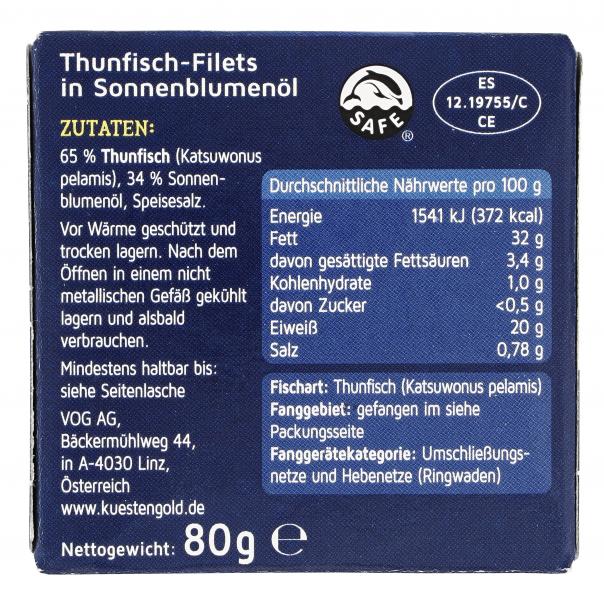 Thunfisch-Filets
in Sonnenblumenöl
ZUTATEN:
65 % Thunfisch (Katsuwonus
pelamis), 34 % Sonnen-
blumenöl, Speisesalz.
Vor Wärme geschützt und
trocken lagern. Nach dem
Öffnen in einem nicht
metallischen Gefäß gekühlt
lagern und alsbald
verbrauchen.
Mindestens haltbar bis:
siehe Seitenlasche
VOG AG,
Bäckermühlweg 44,
in A-4030 Linz,
Österreich
www.kuestengold.de
Nettogewicht: 80g ℮
SAFE®
ES
12.19755/C
CE
Durchschnittliche Nährwerte pro 100 g
Energie 1541 kJ (372 kcal)
Fett 32 g
davon gesättigte Fettsäuren 3,4 g
Kohlenhydrate 1,0 g
davon Zucker <0,5 g
Eiweiß 20 g
Salz 0,78 g
Fischart: Thunfisch (Katsuwonus pelamis)
Fanggebiet: gefangen im siehe
Packungsseite
Fanggerätekategorie: Umschließungs-
netze und Hebenetze (Ringwaden)